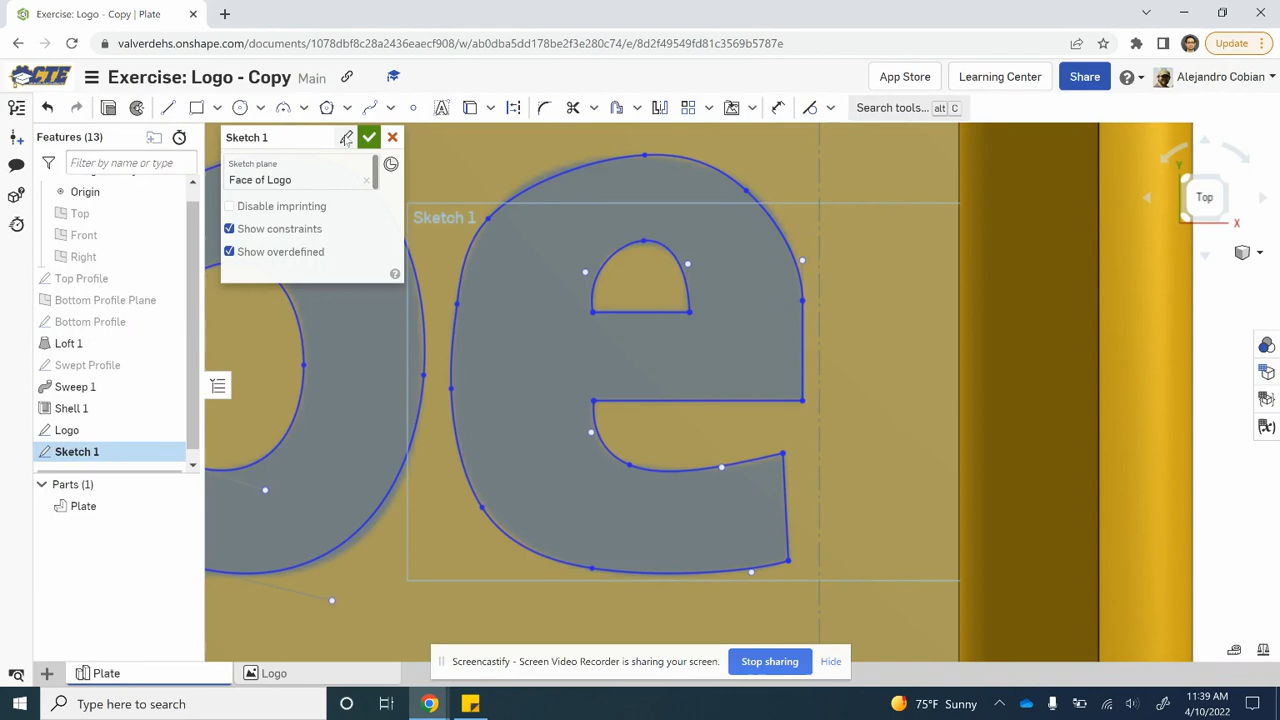 Exercise: Logo - Copy | Plate
valverdehs.onshape.com/documents/1078dbf8c28a2436eaecf908/w/ab0dba5dd178be2f3e280c74/e/8d2f49549fd81c3569b5787e
Update
CTE
Exercise: Logo - Copy Main
App Store
Learning Center
Share
Alejandro Cobian
Search tools... alt C
Features (13)
Filter by name or type
Origin
Top
Front
Right
Top Profile
Bottom Profile Plane
Bottom Profile
Loft 1
Swept Profile
Sweep 1
Shell 1
Logo
Sketch 1
Parts (1)
Plate
Sketch 1
Sketch plane
Face of Logo
Disable imprinting
Show constraints
Show overdefined
Sketch 1
Y
Top
X
Screencastify - Screen Video Recorder is sharing your screen.
Stop sharing
Hide
Plate
Logo
Type here to search
75°F Sunny
11:39 AM
4/10/2022